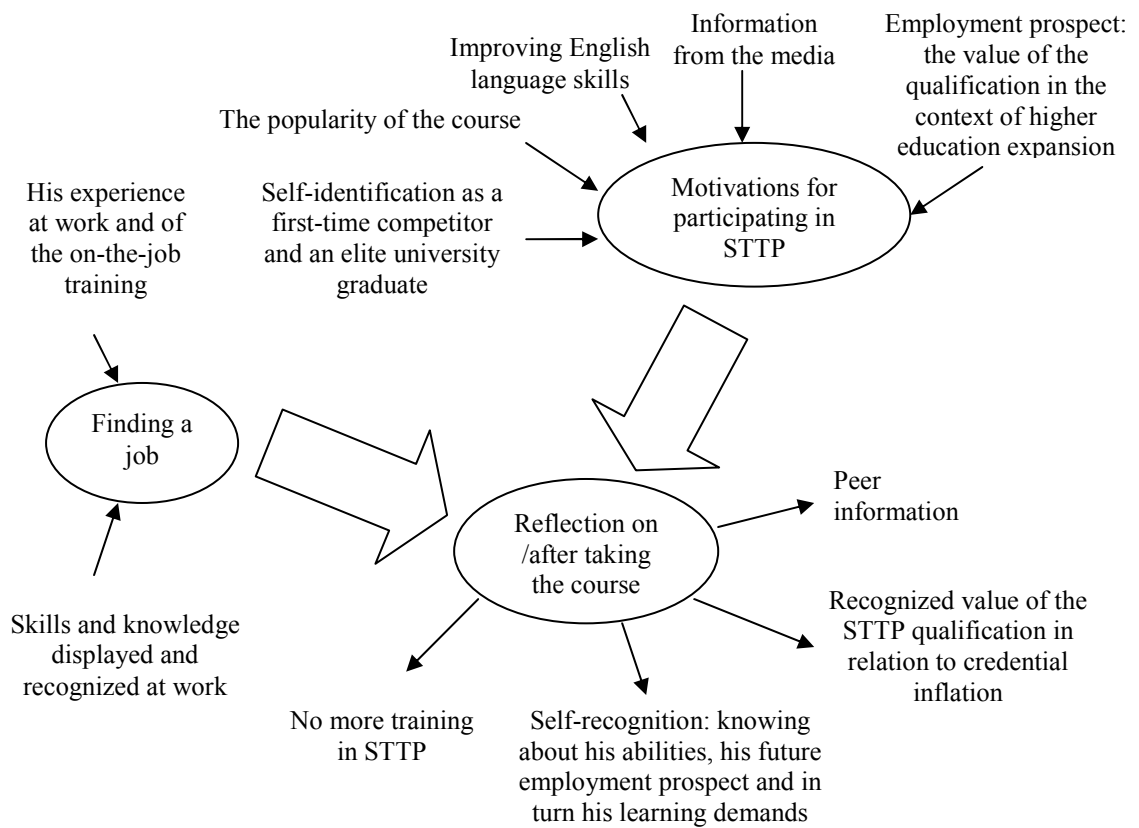 Improving English
language skills
Information
from the media
Employment prospect:
the value of the
qualification in the
context of higher
education expansion
The popularity of the course
His experience
at work and of
the on-the-job
training
Self-identification as a
first-time competitor
and an elite university
graduate
Motivations for
participating in
STTP
Finding a
job
Skills and knowledge
displayed and
recognized at work
Reflection on
/after taking
the course
Peer
information
Recognized value of the
STTP qualification in
relation to credential
inflation
No more training
in STTP
Self-recognition: knowing
about his abilities, his future
employment prospect and in
turn his learning demands